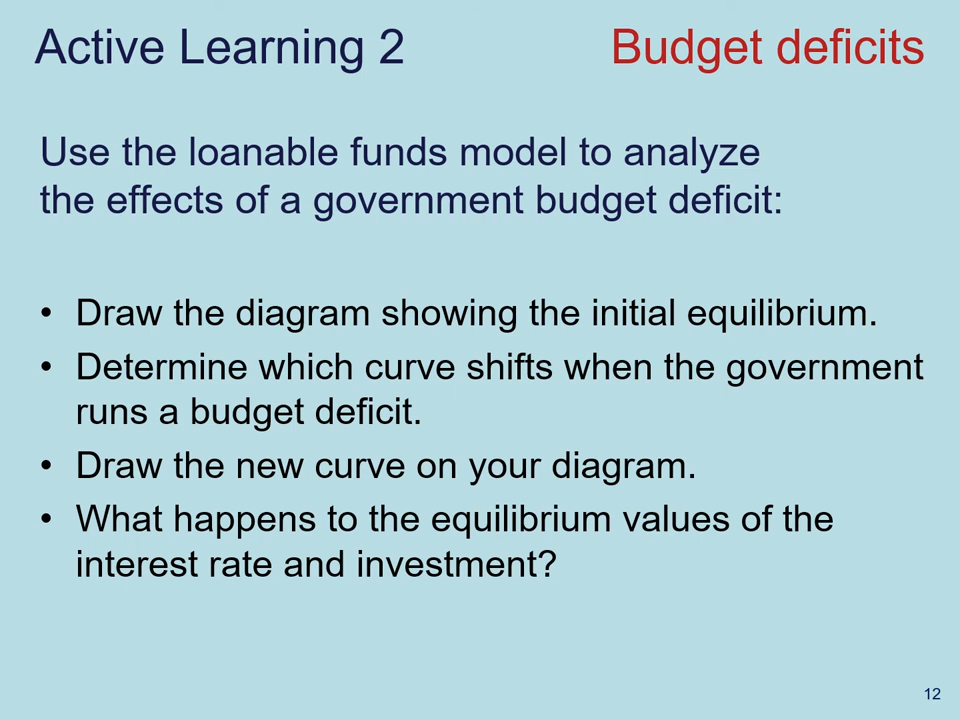 Active Learning 2 Budget deficits
Use the loanable funds model to analyze
the effects of a government budget deficit:
• Draw the diagram showing the initial equilibrium.
• Determine which curve shifts when the government
runs a budget deficit.
• Draw the new curve on your diagram.
• What happens to the equilibrium values of the
interest rate and investment?
12